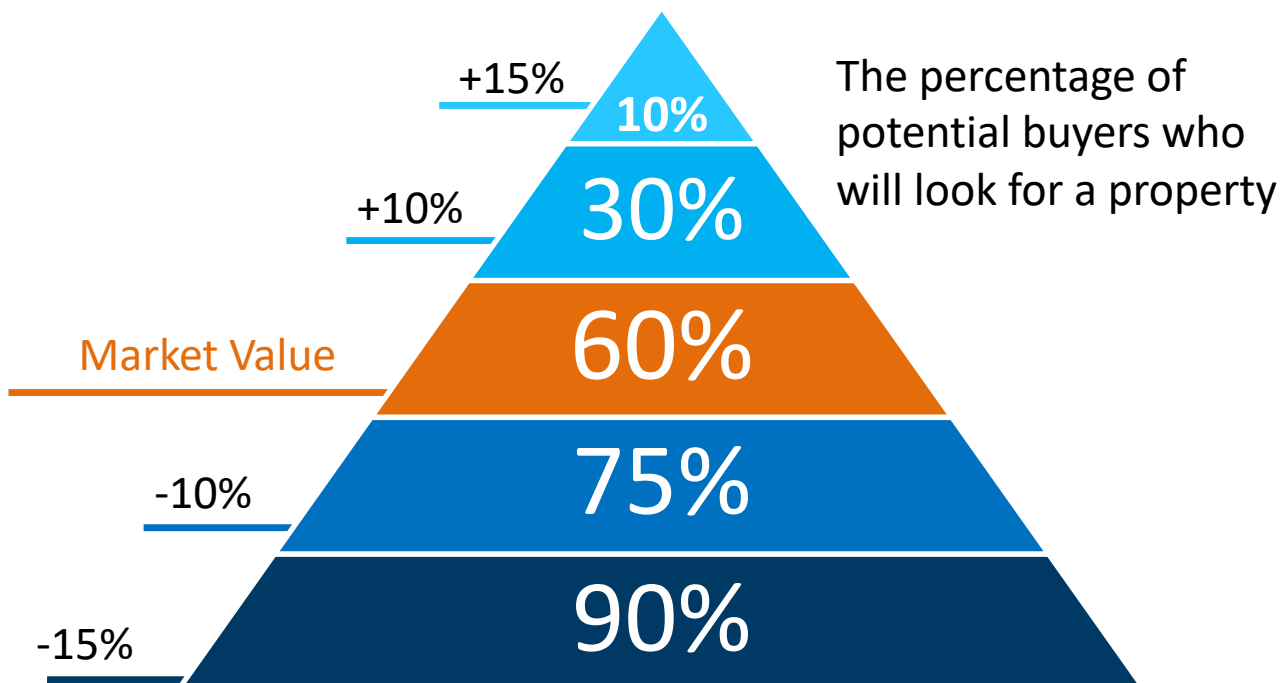 +15%
10%
The percentage of
potential buyers who
will look for a property
+10%
30%
Market Value
60%
-10%
75%
-15%
90%